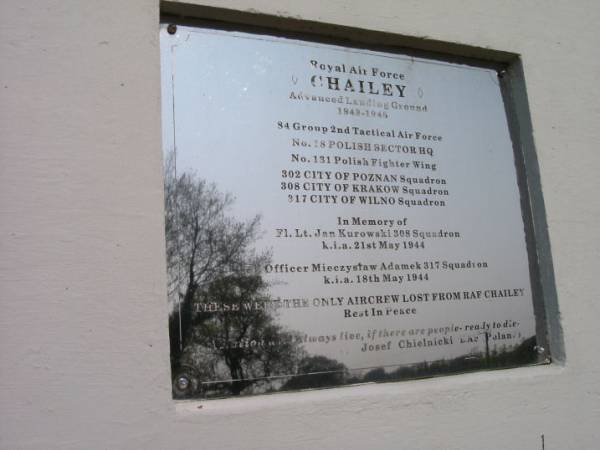 Royal Air Force
CHAILEY
Advanced Landing Ground
1943-1945
84 Group 2nd Tactical Air Force
No. 18 POLISH SECTOR HQ
No. 131 Polish Fighter Wing
302 CITY OF POZNAN Squadron
308 CITY OF KRAKOW Squadron
317 CITY OF WILNO Squadron
In Memory of
Fl. Lt. Jan Kurowski 308 Squadron
k.i.a. 21st May 1944
Officer Mieczystaw Adamek 317 Squadron
k.i.a. 18th May 1944
THESE WERE THE ONLY AIRCREW LOST FROM RAF CHAILEY
Rest In Peace
always live, if there are people ready to die
Josef Chielnicki Poland